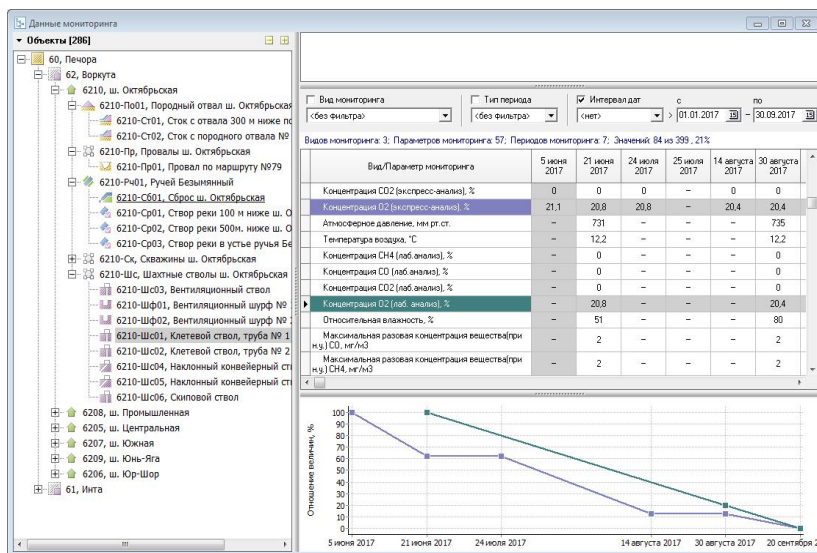 Данные мониторинга
Объекты [286]
60, Печора
62, Воркута
6210, ш. Октябрьская
6210-По01, Породный отвал ш. Октябрьская
6210-Ст01, Сток с отвала 300 м ниже по
6210-Ст02, Сток с породного отвала №
6210-Пр, Провалы ш. Октябрьская
6210-Пр01, Провал по маршруту №79
6210-Рч01, Ручей Безымянный
6210-Сб01, Сброс ш. Октябрьская
6210-Ср01, Створ реки 100 м ниже ш. О
6210-Ср02, Створ реки 500м. ниже ш. О
6210-Ср03, Створ реки в устье ручья Бе
6210-Ск, Скважины ш. Октябрьская
6210-Шс, Шахтные стволы ш. Октябрьская
6210-Шс03, Вентиляционный ствол
6210-Шф01, Вентиляционный шурф №
6210-Шф02, Вентиляционный шурф №
6210-Шс01, Клетевой ствол, труба № 1
6210-Шс02, Клетевой ствол, труба № 2
6210-Шс04, Наклонный конвейерный ств
6210-Шс05, Наклонный конвейерный ств
6210-Шс06, Скиповой ствол
6208, ш. Промышленная
6205, ш. Центральная
6207, ш. Южная
6209, ш. Юнь-Яга
6206, ш. Юр-Шор
61, Инта
Вид мониторинга Тип периода Интервал дат с по
<без фильтра> <без фильтра> <нет> > 01.01.2017 15 – 30.09.2017 15
Видов мониторинга: 3; Параметров мониторинга: 57; Периодов мониторинга: 7; Значений: 84 из 399 , 21%
Вид/Параметр мониторинга 5 июня 2017 21 июня 2017 24 июля 2017 25 июля 2017 14 августа 2017 30 августа 2017
Концентрация CO2 (экспресс-анализ), % 0 0 0 – 0 0
Концентрация O2 (экспресс-анализ), % 21,1 20,8 20,8 – 20,4 20,4
Атмосферное давление, мм рт.ст. – 731 – – – 735
Температура воздуха, °C – 12,2 – – – 12,2
Концентрация CH4 (лаб.анализ), % – 0 – – – 0
Концентрация CO (лаб.анализ), % – 0 – – – 0
Концентрация CO2 (лаб.анализ), % – 0 – – – 0
Концентрация O2 (лаб. анализ), % – 20,8 – – – 20,4
Относительная влажность, % – 51 – – – 80
Максимальная разовая концентрация вещества(при н.у.) CO, мг/м3 – 2 – – – 2
Максимальная разовая концентрация вещества(при н.у.) CH4, мг/м3 – 2 – – – 2
Отношение величин, %
100
90
80
70
60
50
40
30
20
10
0
5 июня 2017 21 июня 2017 24 июля 2017 14 августа 2017 30 августа 2017 20 сентября 2